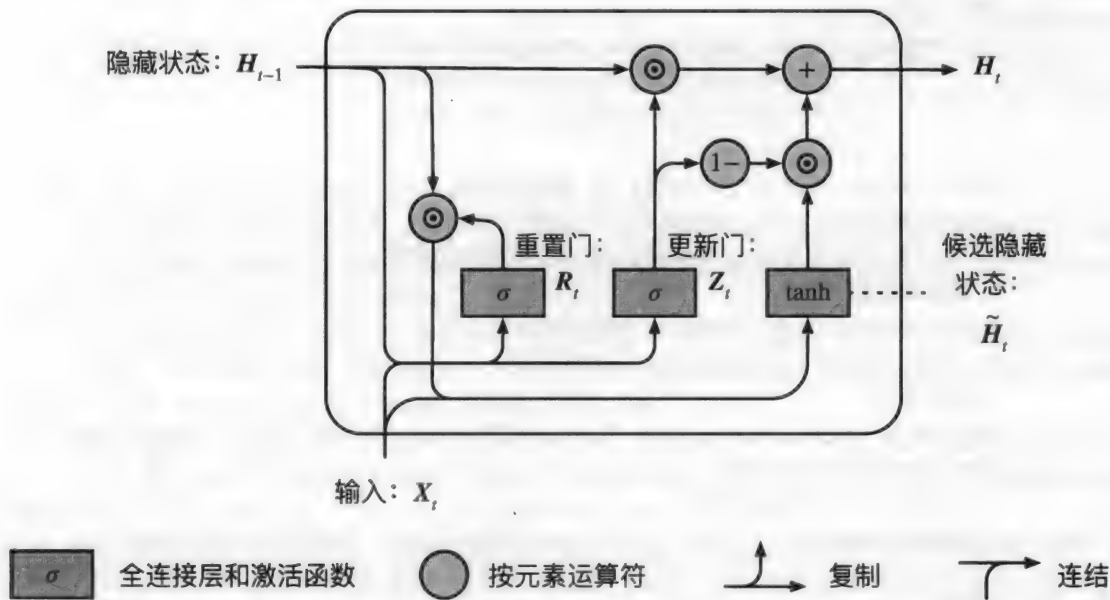 隐藏状态：H_{t−1}
⊙
+
H_t
1−
⊙
⊙
重置门：
R_t
更新门：
Z_t
候选隐藏
状态：
H̃_t
σ
σ
tanh
输入：X_t
σ 全连接层和激活函数
按元素运算符
复制
连结